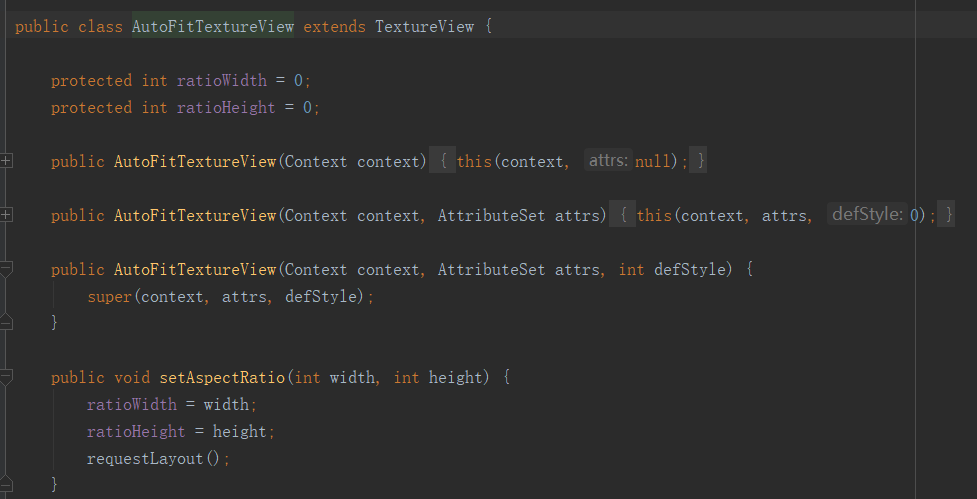 public class AutoFitTextureView extends TextureView {
protected int ratioWidth = 0;
protected int ratioHeight = 0;
public AutoFitTextureView(Context context) { this(context, attrs: null); }
public AutoFitTextureView(Context context, AttributeSet attrs) { this(context, attrs, defStyle: 0); }
public AutoFitTextureView(Context context, AttributeSet attrs, int defStyle) {
super(context, attrs, defStyle);
}
public void setAspectRatio(int width, int height) {
ratioWidth = width;
ratioHeight = height;
requestLayout();
}